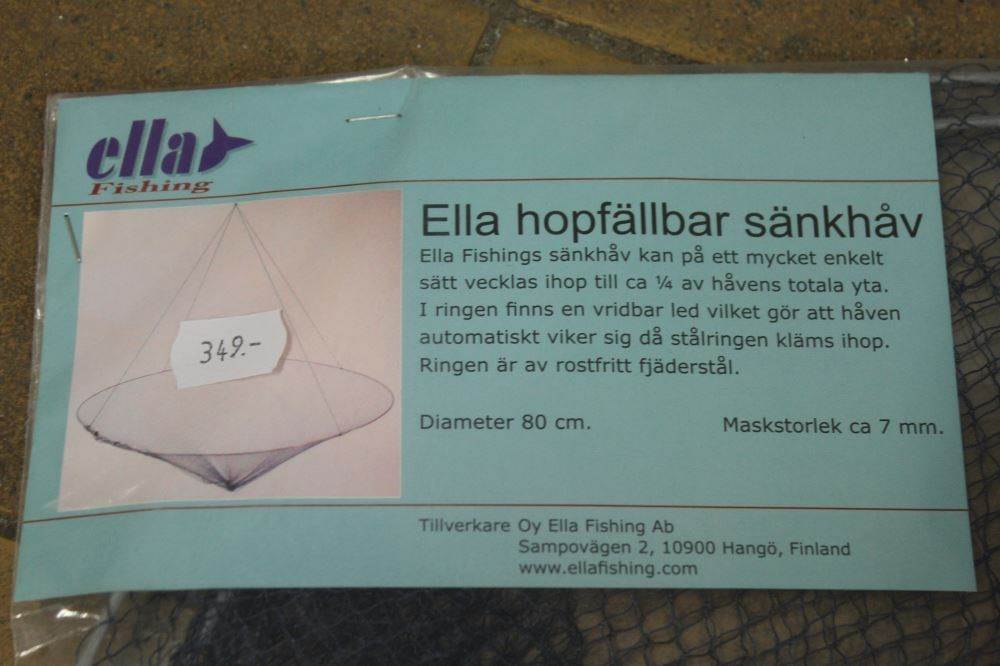 ella
Fishing
349.-
Ella hopfällbar sänkhåv
Ella Fishings sänkhåv kan på ett mycket enkelt
sätt vecklas ihop till ca ¼ av håvens totala yta.
I ringen finns en vridbar led vilket gör att håven
automatiskt viker sig då stålringen kläms ihop.
Ringen är av rostfritt fjäderstål.
Diameter 80 cm. Maskstorlek ca 7 mm.
Tillverkare Oy Ella Fishing Ab
Sampovägen 2, 10900 Hangö, Finland
www.ellafishing.com